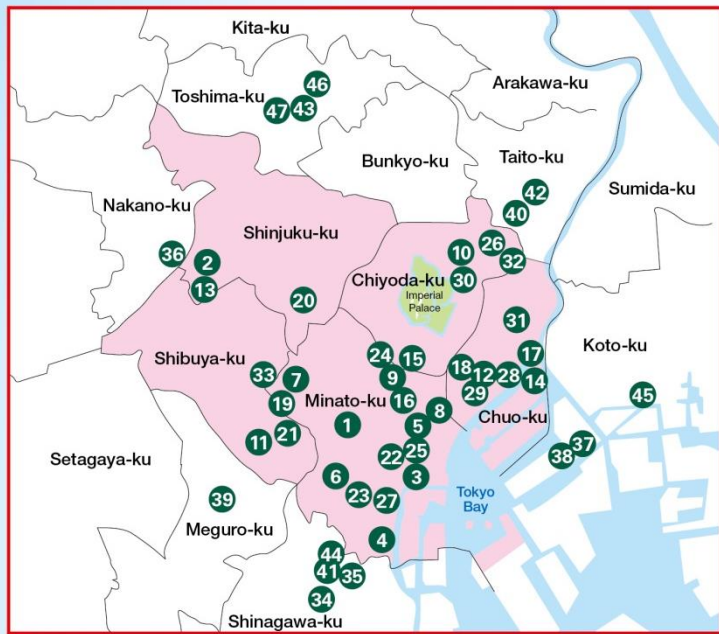 Kita-ku
46
Toshima-ku
47
43
Arakawa-ku
Bunkyo-ku
Taito-ku
42
Sumida-ku
40
Nakano-ku
36
Shinjuku-ku
2
13
20
10
26
32
Chiyoda-ku
30
Imperial
Palace
31
Koto-ku
Shibuya-ku
33
7
19
24
15
9
16
18
12
28
17
14
29
45
Minato-ku
8
Chuo-ku
1
5
11
21
22
25
3
37
38
Setagaya-ku
6
23
27
Tokyo
Bay
39
Meguro-ku
4
44
41
35
34
Shinagawa-ku